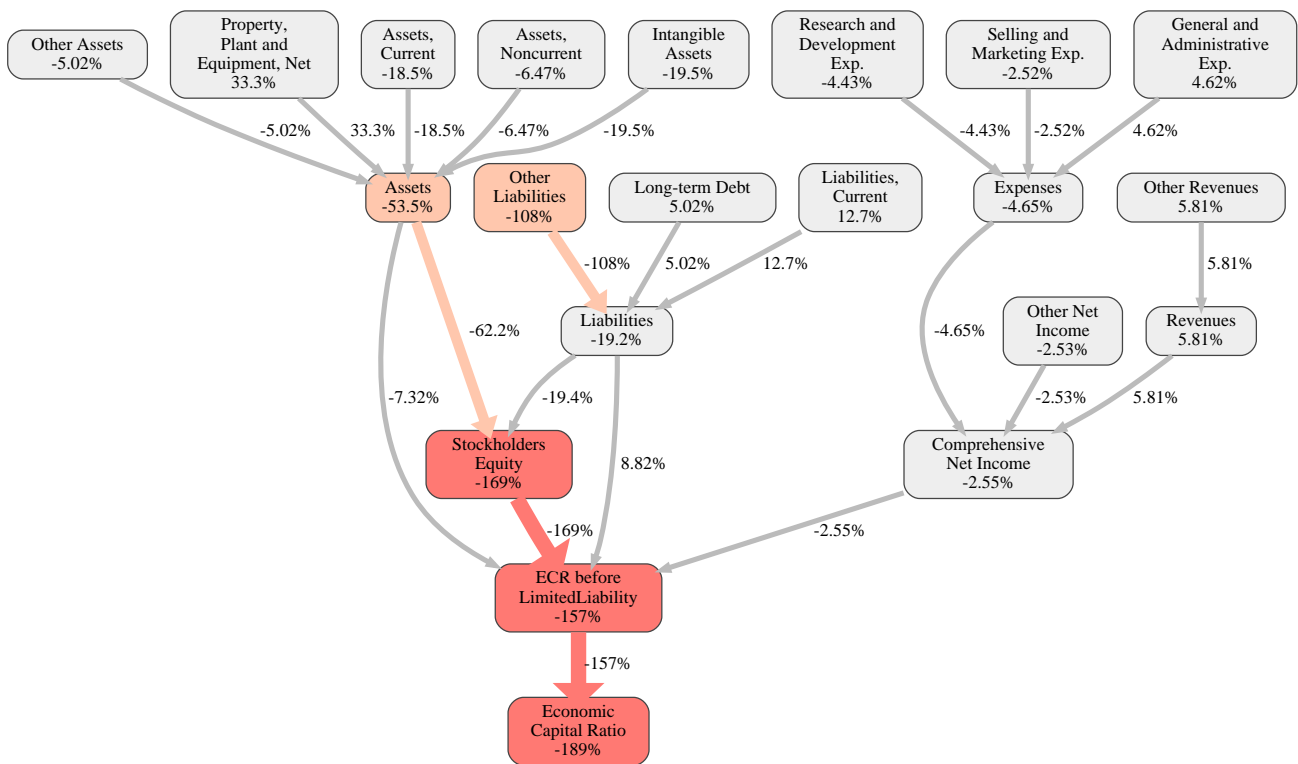 Other Assets
-5.02%
Property,
Plant and
Equipment, Net
33.3%
Assets,
Current
-18.5%
Assets,
Noncurrent
-6.47%
Intangible
Assets
-19.5%
Research and
Development
Exp.
-4.43%
Selling and
Marketing Exp.
-2.52%
General and
Administrative
Exp.
4.62%
-5.02%
33.3%
-18.5%
-6.47%
-19.5%
-4.43%
-2.52%
4.62%
Assets
-53.5%
Other
Liabilities
-108%
Long-term Debt
5.02%
Liabilities,
Current
12.7%
Expenses
-4.65%
Other Revenues
5.81%
-108%
5.02%
12.7%
5.81%
-62.2%
Liabilities
-19.2%
-4.65%
Other Net
Income
-2.53%
Revenues
5.81%
-7.32%
-19.4%
-2.53%
5.81%
Stockholders
Equity
-169%
8.82%
Comprehensive
Net Income
-2.55%
-169%
-2.55%
ECR before
LimitedLiability
-157%
-157%
Economic
Capital Ratio
-189%